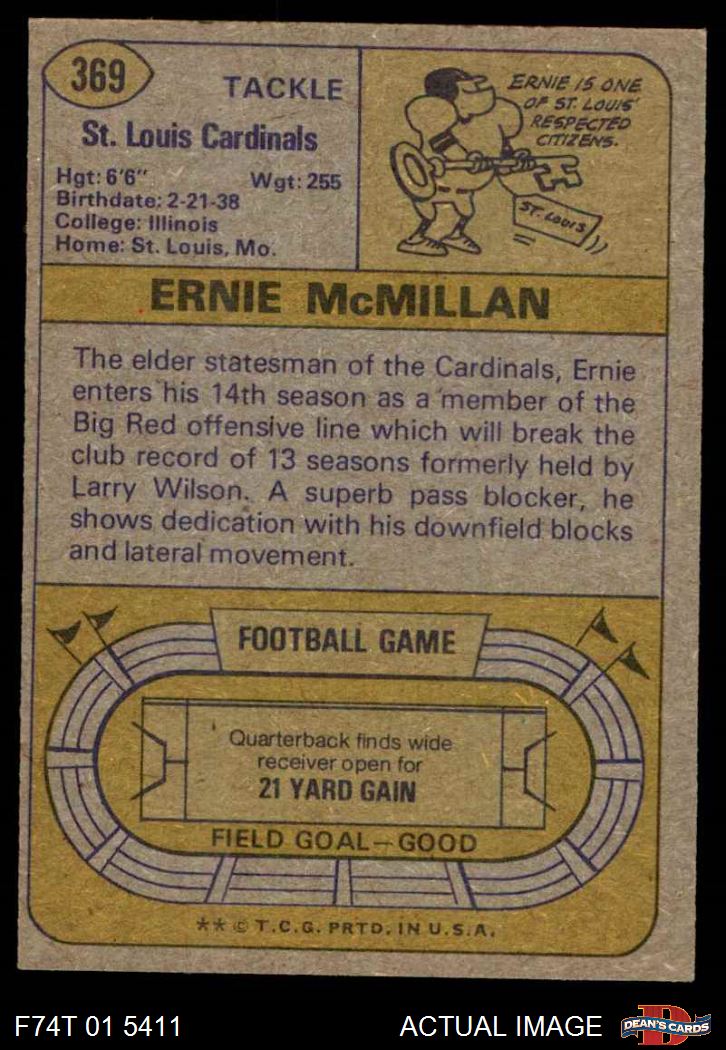 369
TACKLE
St. Louis Cardinals
Hgt: 6'6" Wgt: 255
Birthdate: 2-21-38
College: Illinois
Home: St. Louis, Mo.
ERNIE IS ONE
OF ST. LOUIS'
RESPECTED
CITIZENS.
ST. LOUIS
ERNIE McMILLAN
The elder statesman of the Cardinals, Ernie
enters his 14th season as a member of the
Big Red offensive line which will break the
club record of 13 seasons formerly held by
Larry Wilson. A superb pass blocker, he
shows dedication with his downfield blocks
and lateral movement.
FOOTBALL GAME
Quarterback finds wide
receiver open for
21 YARD GAIN
FIELD GOAL—GOOD
** © T.C.G. PRTD. IN U.S.A.
F74T 01 5411
ACTUAL IMAGE
D
DEAN'S CARDS